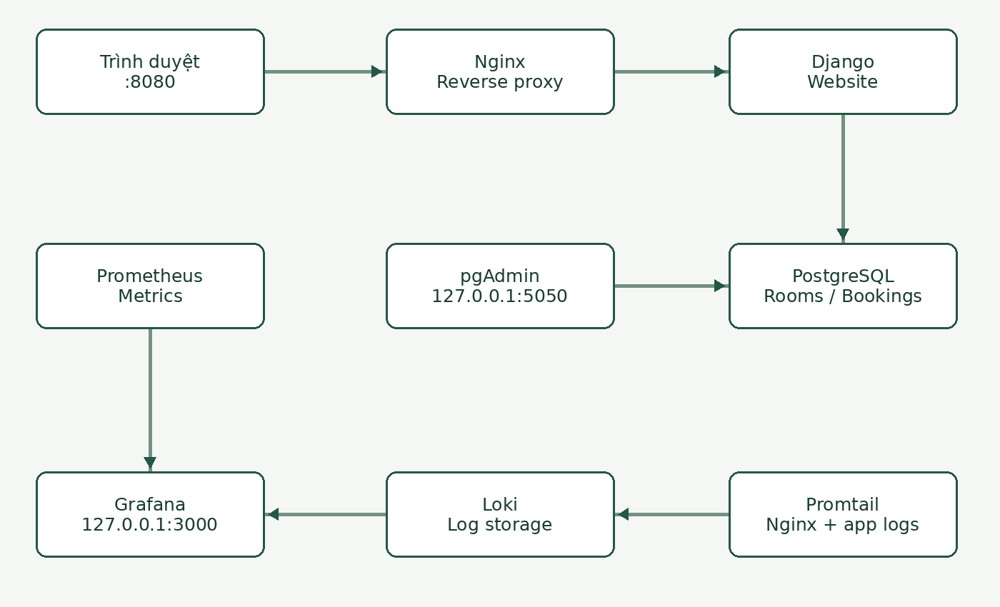 Trình duyệt
:8080
Nginx
Reverse proxy
Django
Website
Prometheus
Metrics
pgAdmin
127.0.0.1:5050
PostgreSQL
Rooms / Bookings
Grafana
127.0.0.1:3000
Loki
Log storage
Promtail
Nginx + app logs